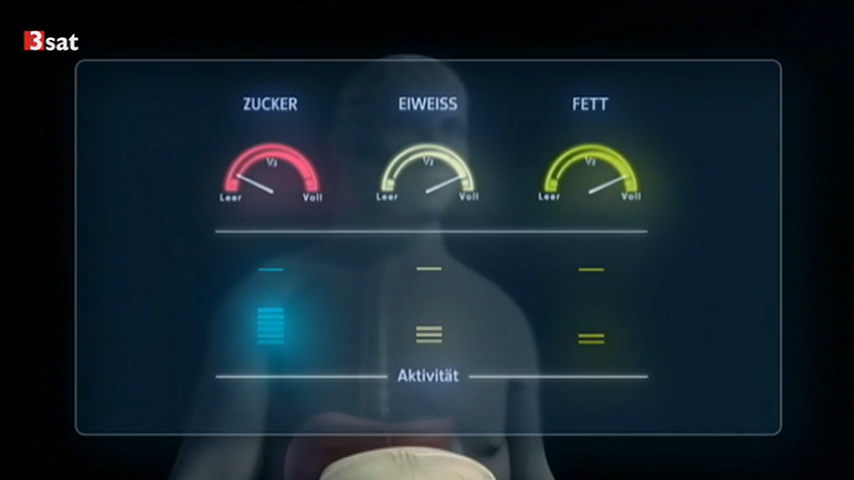 3sat
ZUCKER EIWEISS FETT
½ ½ ½
Leer Voll Leer Voll Leer Voll
Aktivität